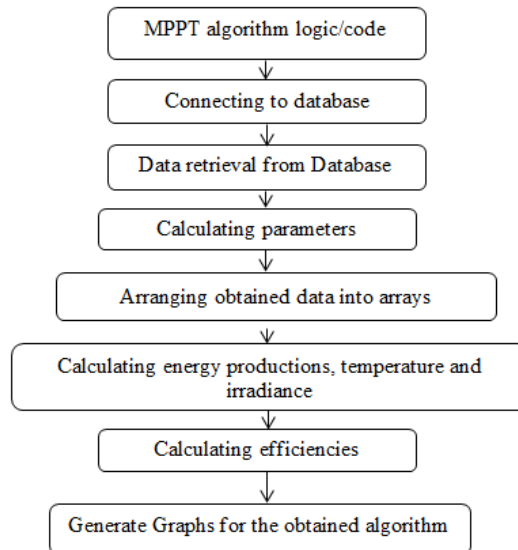 MPPT algorithm logic/code
Connecting to database
Data retrieval from Database
Calculating parameters
Arranging obtained data into arrays
Calculating energy productions, temperature and
irradiance
Calculating efficiencies
Generate Graphs for the obtained algorithm